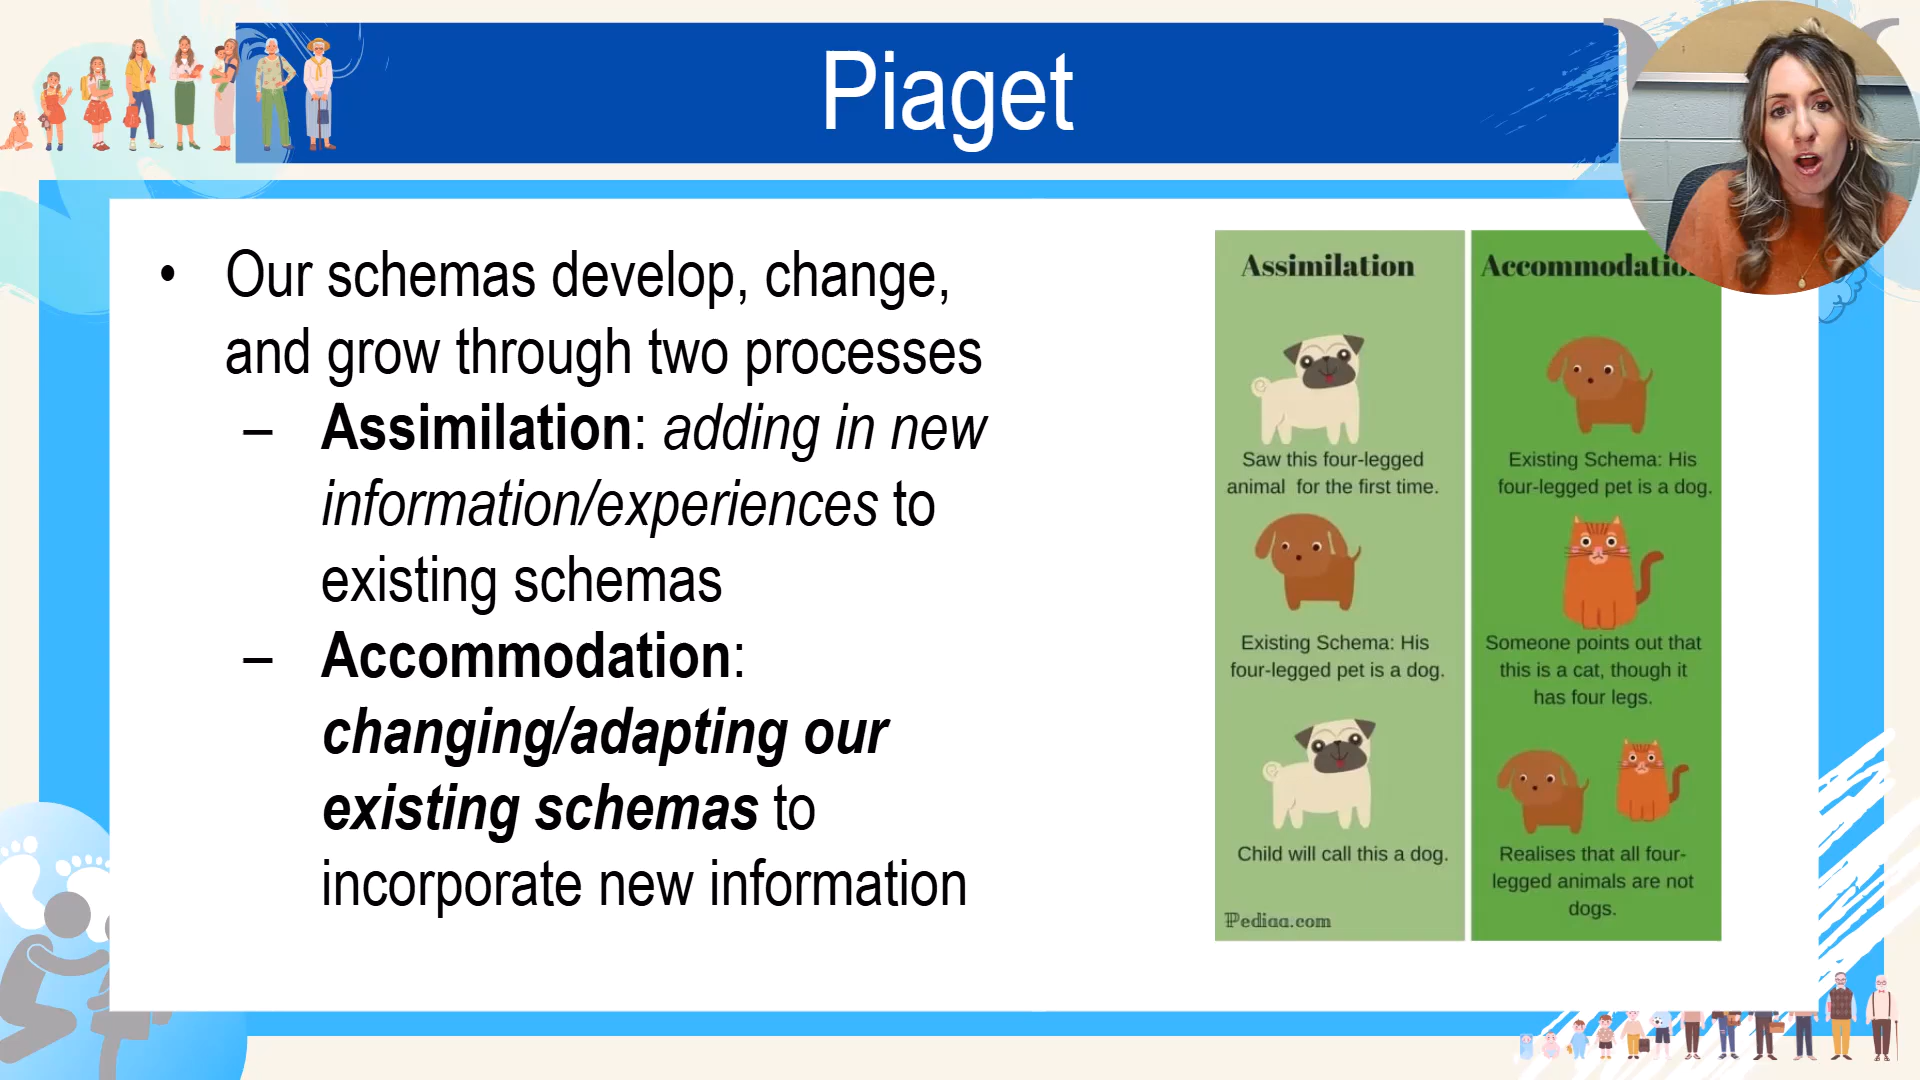 Piaget
• Our schemas develop, change,
and grow through two processes
– Assimilation: adding in new
information/experiences to
existing schemas
– Accommodation:
changing/adapting our
existing schemas to
incorporate new information
Assimilation
Saw this four-legged
animal for the first time.
Existing Schema: His
four-legged pet is a dog.
Child will call this a dog.
Pediaa.com
Accommodatio
Existing Schema: His
four-legged pet is a dog.
Someone points out that
this is a cat, though it
has four legs.
Realises that all four-
legged animals are not
dogs.